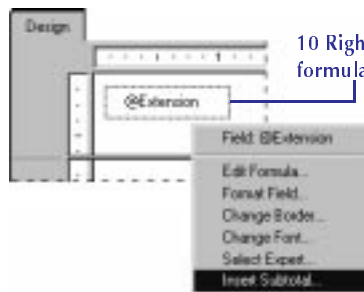 Design
10 Righ
formula
@Extension
Field: @Extension
Edit Formula...
Format Field...
Change Border...
Change Font...
Select Expert...
Insert Subtotal...